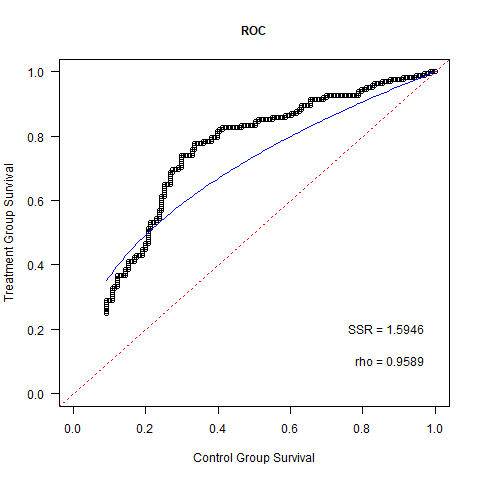 ROC
Treatment Group Survival
1.0
0.8
0.6
0.4
0.2
0.0
SSR = 1.5946
rho = 0.9589
0.0 0.2 0.4 0.6 0.8 1.0
Control Group Survival